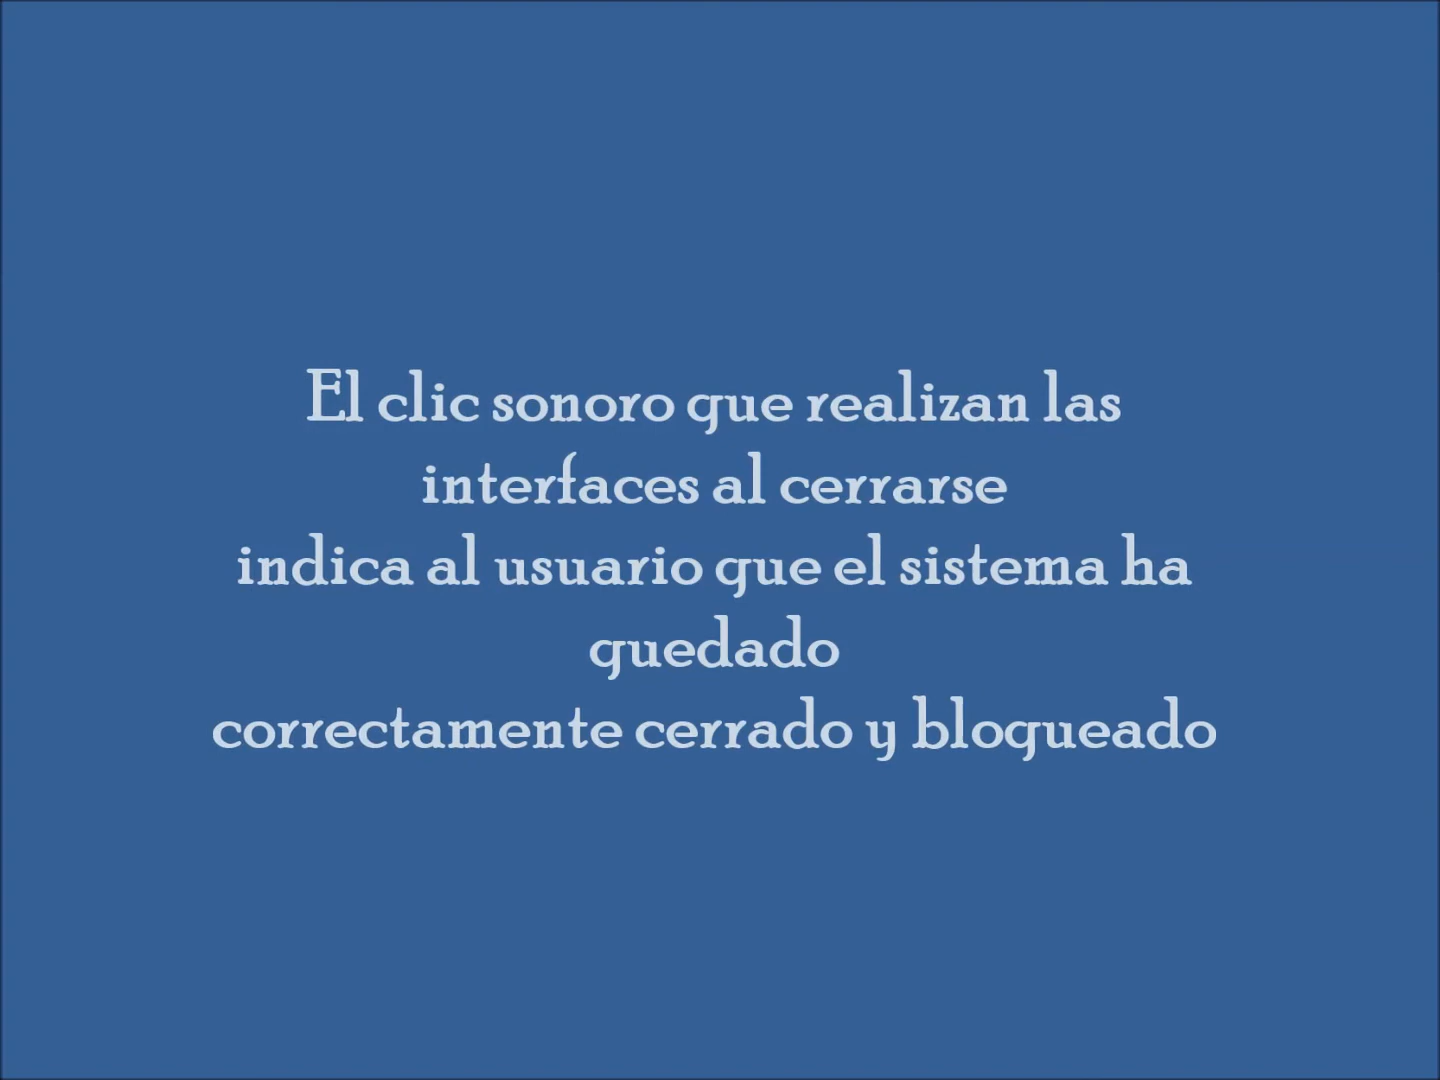 El clic sonoro que realizan las
interfaces al cerrarse
indica al usuario que el sistema ha
quedado
correctamente cerrado y bloqueado